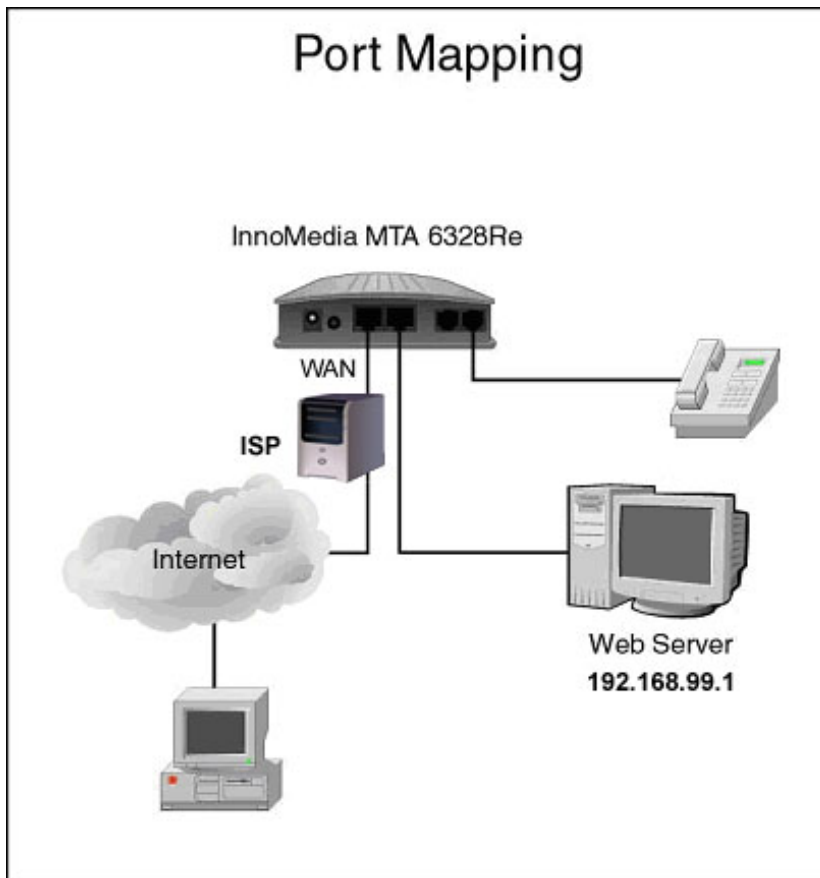 Port Mapping
InnoMedia MTA 6328Re
WAN
ISP
Internet
Web Server
192.168.99.1